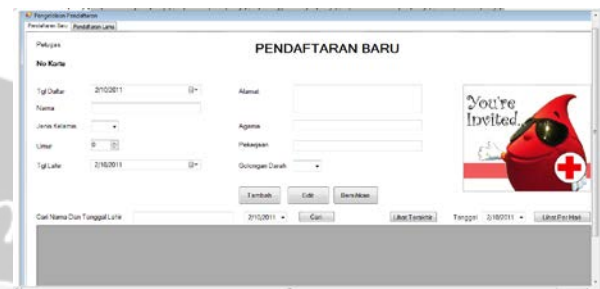 Pengelolaan Pendaftaran
Pendaftaran Baru Pendaftaran Lama
Petugas
PENDAFTARAN BARU
No Kartu
Tgl Daftar 2/10/2011
Alamat
Nama
You're
Invited..
Jenis Kelamin
Agama
Umur 0
Pekerjaan
Tgl Lahir 2/10/2011
Golongan Darah
Tambah Edit Bersihkan
Cari Nama Dan Tanggal Lahir 2/10/2011 Cari Lihat Terakhir Tanggal 2/10/2011 Lihat Per Hari